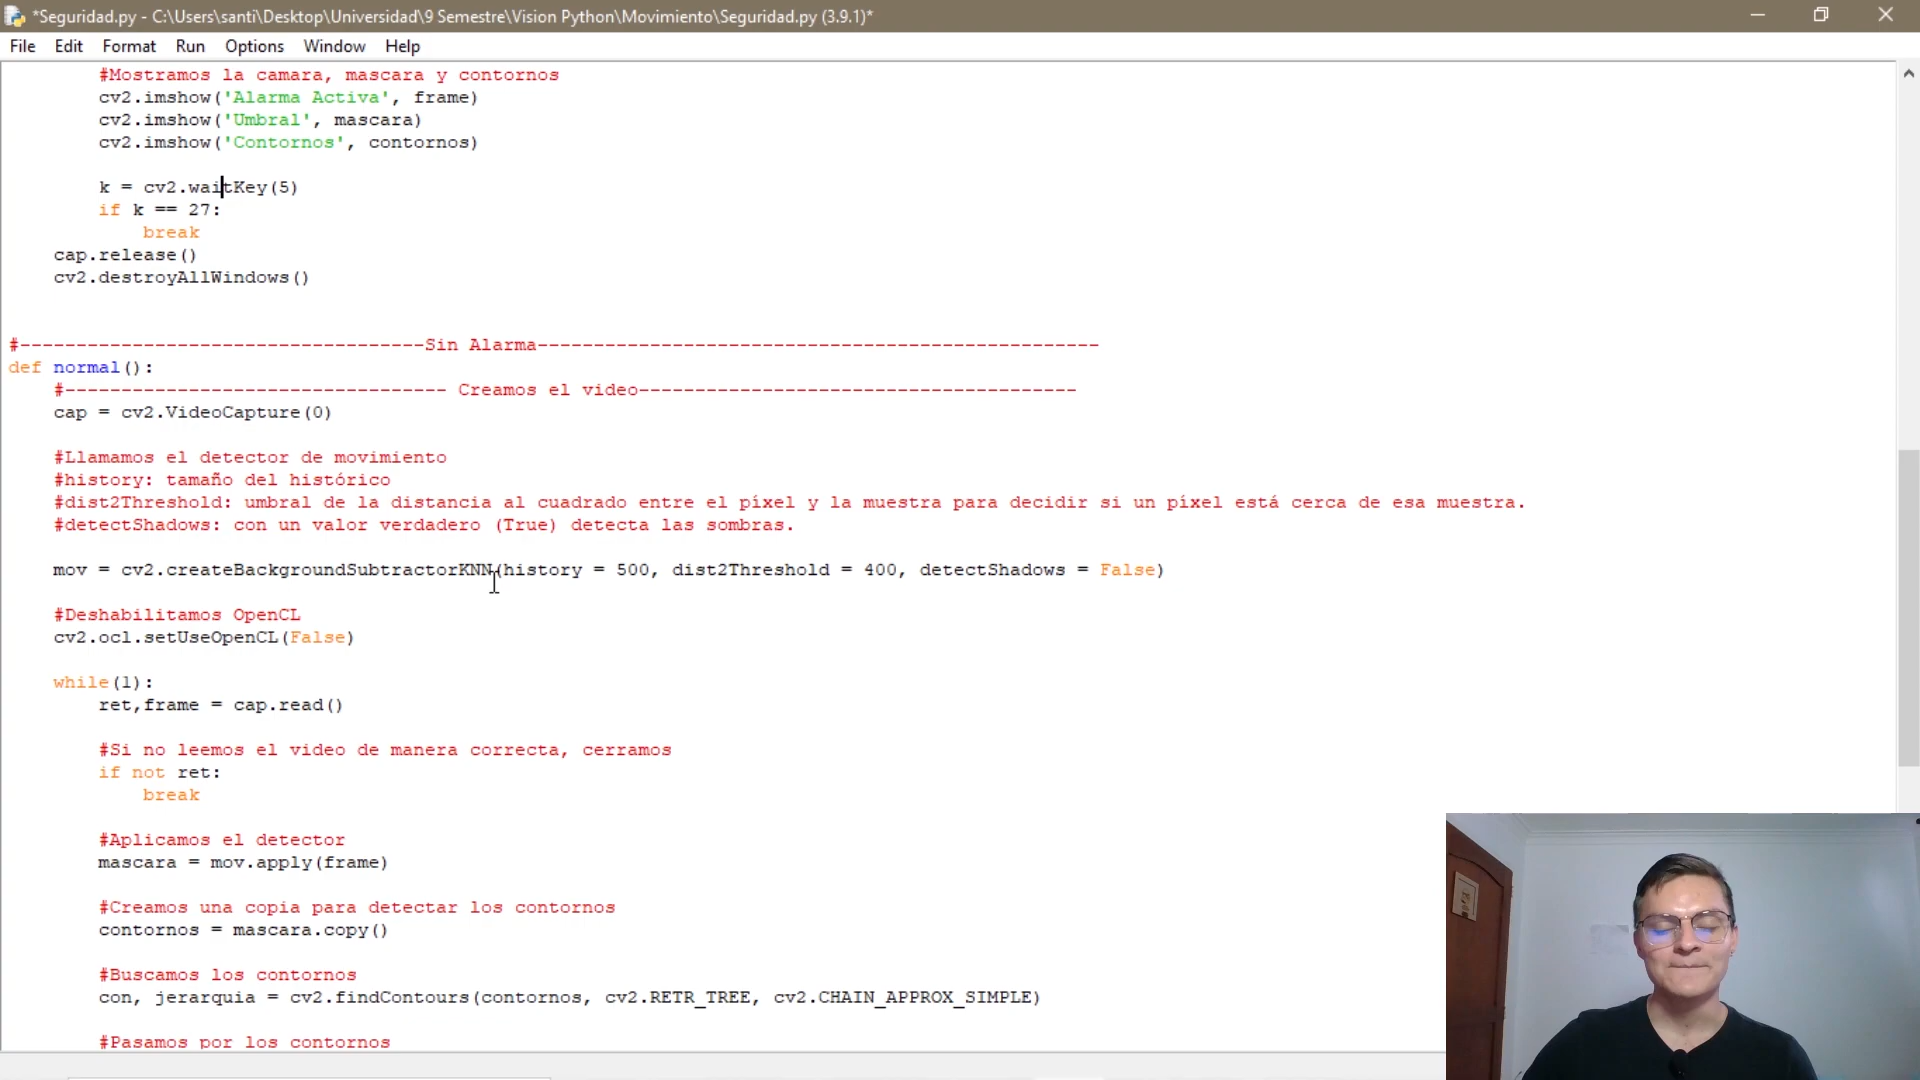 *Seguridad.py - C:\Users\santi\Desktop\Universidad\9 Semestre\Vision Python\Movimiento\Seguridad.py (3.9.1)*
File Edit Format Run Options Window Help
#Mostramos la camara, mascara y contornos
cv2.imshow('Alarma Activa', frame)
cv2.imshow('Umbral', mascara)
cv2.imshow('Contornos', contornos)
k = cv2.waitKey(5)
if k == 27:
break
cap.release()
cv2.destroyAllWindows()
#------------------------------------Sin Alarma--------------------------------------------------
def normal():
#---------------------------------- Creamos el video---------------------------------------
cap = cv2.VideoCapture(0)
#Llamamos el detector de movimiento
#history: tamaño del histórico
#dist2Threshold: umbral de la distancia al cuadrado entre el píxel y la muestra para decidir si un píxel está cerca de esa muestra.
#detectShadows: con un valor verdadero (True) detecta las sombras.
mov = cv2.createBackgroundSubtractorKNN(history = 500, dist2Threshold = 400, detectShadows = False)
#Deshabilitamos OpenCL
cv2.ocl.setUseOpenCL(False)
while(1):
ret,frame = cap.read()
#Si no leemos el video de manera correcta, cerramos
if not ret:
break
#Aplicamos el detector
mascara = mov.apply(frame)
#Creamos una copia para detectar los contornos
contornos = mascara.copy()
#Buscamos los contornos
con, jerarquia = cv2.findContours(contornos, cv2.RETR_TREE, cv2.CHAIN_APPROX_SIMPLE)
#Pasamos por los contornos